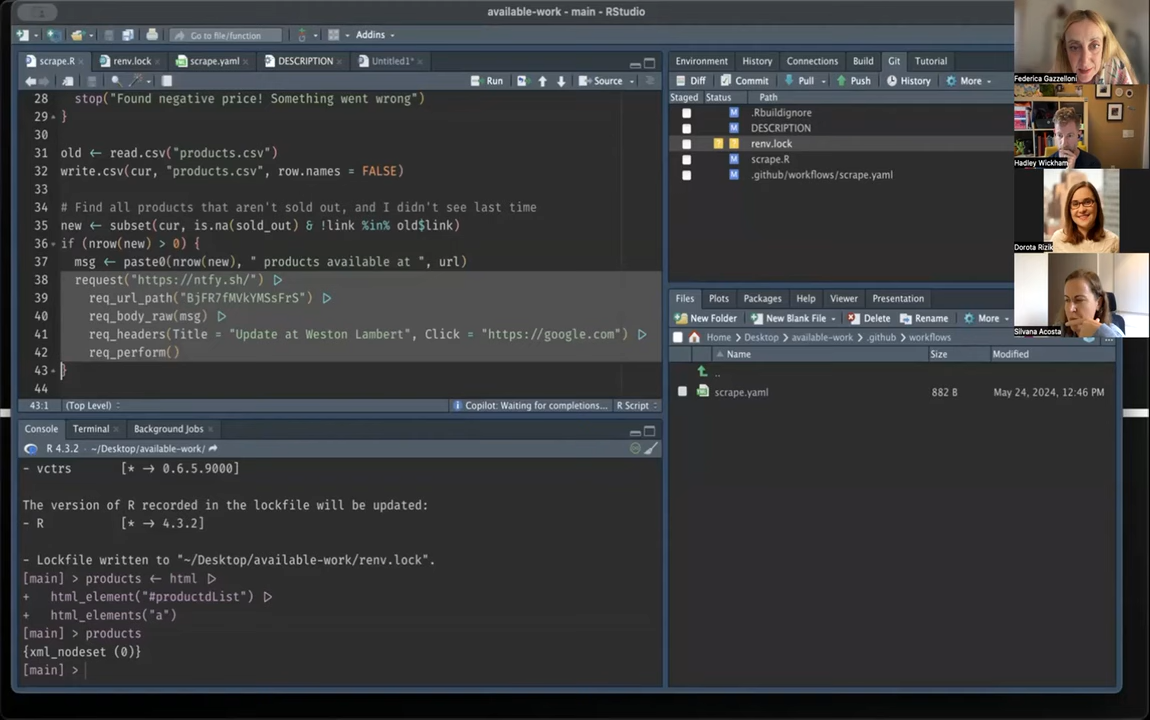 available-work - main - RStudio
Go to file/function
Addins
scrape.R
renv.lock
scrape.yaml
DESCRIPTION
Untitled1*
Run
Source
28 stop("Found negative price! Something went wrong")
29 }
30
31 old <- read.csv("products.csv")
32 write.csv(cur, "products.csv", row.names = FALSE)
33
34 # Find all products that aren't sold out, and I didn't see last time
35 new <- subset(cur, is.na(sold_out) & !link %in% old$link)
36 if (nrow(new) > 0) {
37 msg <- paste0(nrow(new), " products available at ", url)
38 request("https://ntfy.sh/") |>
39 req_url_path("BjFR7fMVkYMSsFrS") |>
40 req_body_raw(msg) |>
41 req_headers(Title = "Update at Weston Lambert", Click = "https://google.com") |>
42 req_perform()
43 }
44
43:1 (Top Level) Copilot: Waiting for completions... R Script
Console Terminal Background Jobs
R 4.3.2 · ~/Desktop/available-work/
- vctrs [* -> 0.6.5.9000]
The version of R recorded in the lockfile will be updated:
- R [* -> 4.3.2]
- Lockfile written to "~/Desktop/available-work/renv.lock".
[main] > products <- html |>
+ html_element("#productdList") |>
+ html_elements("a")
[main] > products
{xml_nodeset (0)}
[main] >
Environment History Connections Build Git Tutorial
Diff Commit Pull Push History More
Staged Status Path
M .Rbuildignore
M DESCRIPTION
renv.lock
M scrape.R
M .github/workflows/scrape.yaml
Files Plots Packages Help Viewer Presentation
New Folder New Blank File Delete Rename More
Home Desktop available-work .github workflows
Name Size Modified
..
scrape.yaml 882 B May 24, 2024, 12:46 PM
Federica Gazzelloni
Hadley Wickham
Dorota Rizik
Silvana Acosta